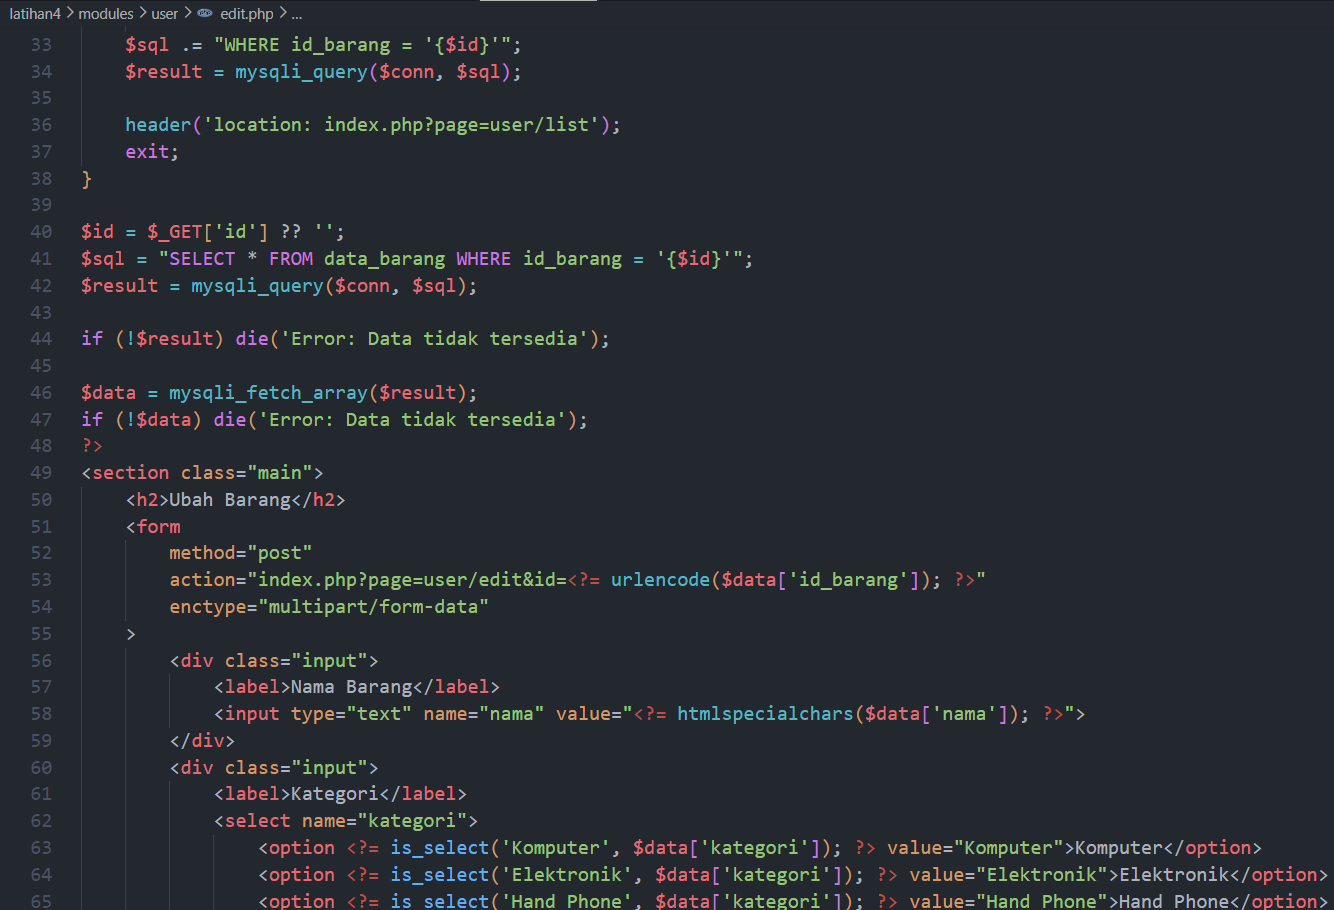 latihan4 > modules > user > edit.php > ...
33 $sql .= "WHERE id_barang = '{$id}'";
34 $result = mysqli_query($conn, $sql);
35
36 header('location: index.php?page=user/list');
37 exit;
38 }
39
40 $id = $_GET['id'] ?? '';
41 $sql = "SELECT * FROM data_barang WHERE id_barang = '{$id}'";
42 $result = mysqli_query($conn, $sql);
43
44 if (!$result) die('Error: Data tidak tersedia');
45
46 $data = mysqli_fetch_array($result);
47 if (!$data) die('Error: Data tidak tersedia');
48 ?>
49 <section class="main">
50 <h2>Ubah Barang</h2>
51 <form
52 method="post"
53 action="index.php?page=user/edit&id=<?= urlencode($data['id_barang']); ?>"
54 enctype="multipart/form-data"
55 >
56 <div class="input">
57 <label>Nama Barang</label>
58 <input type="text" name="nama" value="<?= htmlspecialchars($data['nama']); ?>">
59 </div>
60 <div class="input">
61 <label>Kategori</label>
62 <select name="kategori">
63 <option <?= is_select('Komputer', $data['kategori']); ?> value="Komputer">Komputer</option>
64 <option <?= is_select('Elektronik', $data['kategori']); ?> value="Elektronik">Elektronik</option>
65 <option <?= is_select('Hand Phone', $data['kategori']); ?> value="Hand Phone">Hand Phone</option>